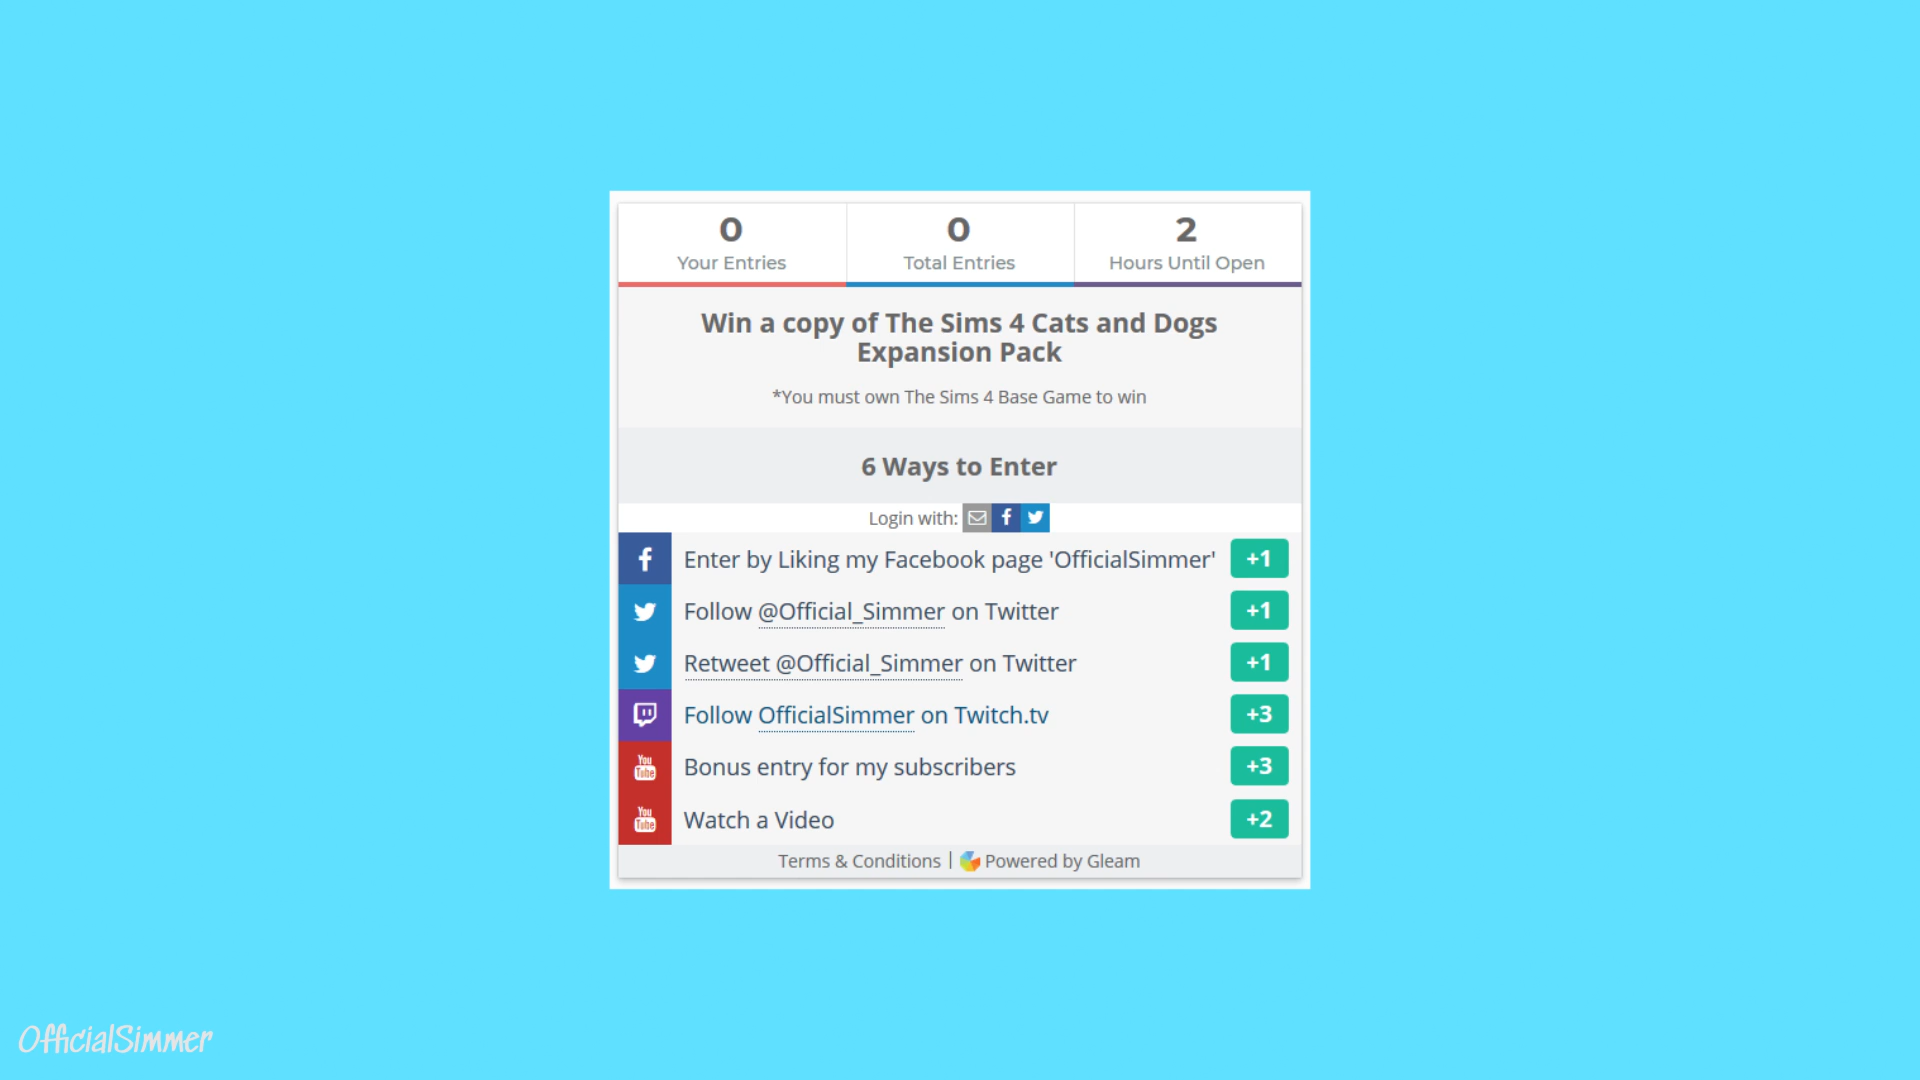 0
Your Entries
0
Total Entries
2
Hours Until Open
Win a copy of The Sims 4 Cats and Dogs
Expansion Pack
*You must own The Sims 4 Base Game to win
6 Ways to Enter
Login with:
Enter by Liking my Facebook page 'OfficialSimmer' +1
Follow @Official_Simmer on Twitter +1
Retweet @Official_Simmer on Twitter +1
Follow OfficialSimmer on Twitch.tv +3
You Tube Bonus entry for my subscribers +3
You Tube Watch a Video +2
Terms & Conditions | Powered by Gleam
OfficialSimmer